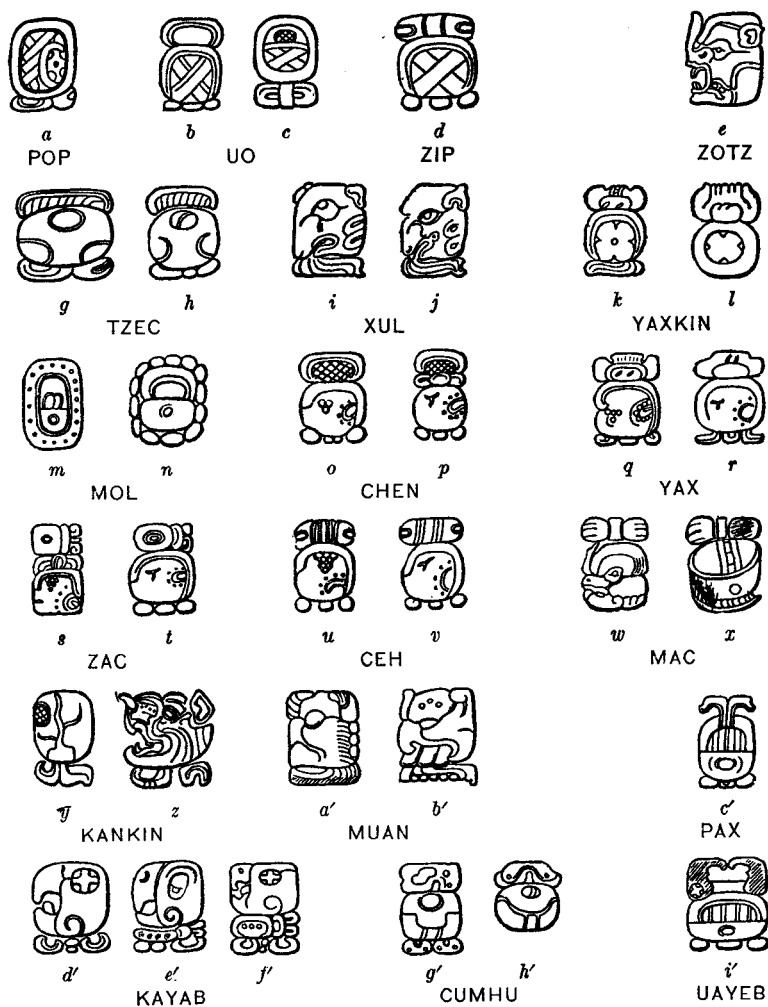 a b c d e
POP UO ZIP ZOTZ
g h i j k l
TZEC XUL YAXKIN
m n o p q r
MOL CHEN YAX
s t u v w x
ZAC CEH MAC
y z a' b' c'
KANKIN MUAN PAX
d' e' f' g' h' i'
KAYAB CUMHU UAYEB